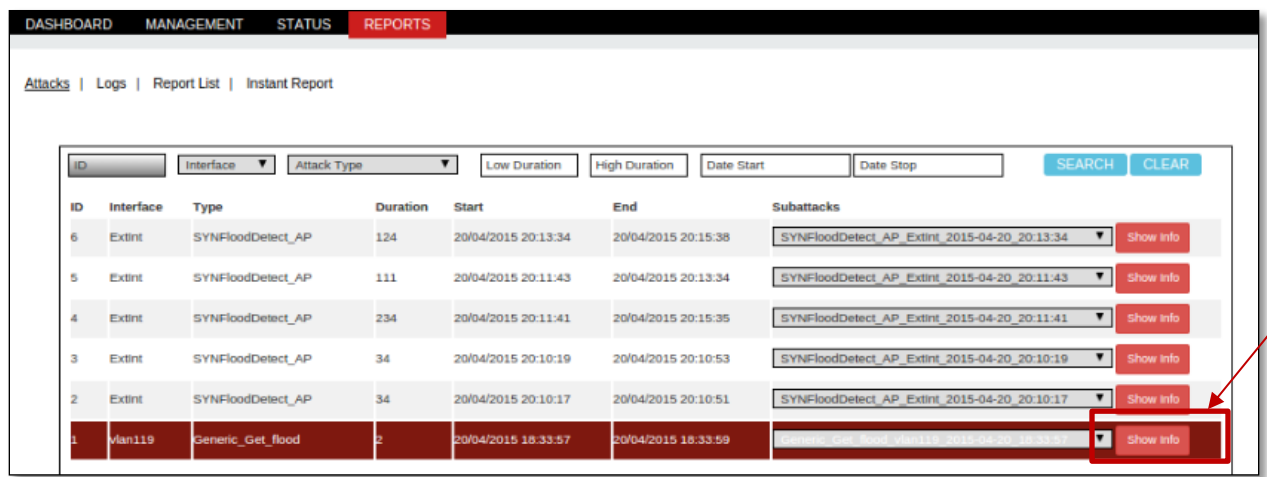 DASHBOARD MANAGEMENT STATUS REPORTS
Attacks | Logs | Report List | Instant Report
ID Interface ▼ Attack Type ▼ Low Duration High Duration Date Start Date Stop SEARCH CLEAR
ID Interface Type Duration Start End Subattacks
6 ExtInt SYNFloodDetect_AP 124 20/04/2015 20:13:34 20/04/2015 20:15:38 SYNFloodDetect_AP_ExtInt_2015-04-20_20:13:34 ▼ Show Info
5 ExtInt SYNFloodDetect_AP 111 20/04/2015 20:11:43 20/04/2015 20:13:34 SYNFloodDetect_AP_ExtInt_2015-04-20_20:11:43 ▼ Show Info
4 ExtInt SYNFloodDetect_AP 234 20/04/2015 20:11:41 20/04/2015 20:15:35 SYNFloodDetect_AP_ExtInt_2015-04-20_20:11:41 ▼ Show Info
3 ExtInt SYNFloodDetect_AP 34 20/04/2015 20:10:19 20/04/2015 20:10:53 SYNFloodDetect_AP_ExtInt_2015-04-20_20:10:19 ▼ Show Info
2 ExtInt SYNFloodDetect_AP 34 20/04/2015 20:10:17 20/04/2015 20:10:51 SYNFloodDetect_AP_ExtInt_2015-04-20_20:10:17 ▼ Show Info
1 vlan119 Generic_Get_flood 2 20/04/2015 18:33:57 20/04/2015 18:33:59 Generic_Get_flood_vlan119_2015-04-20_18:33:57 ▼ Show Info